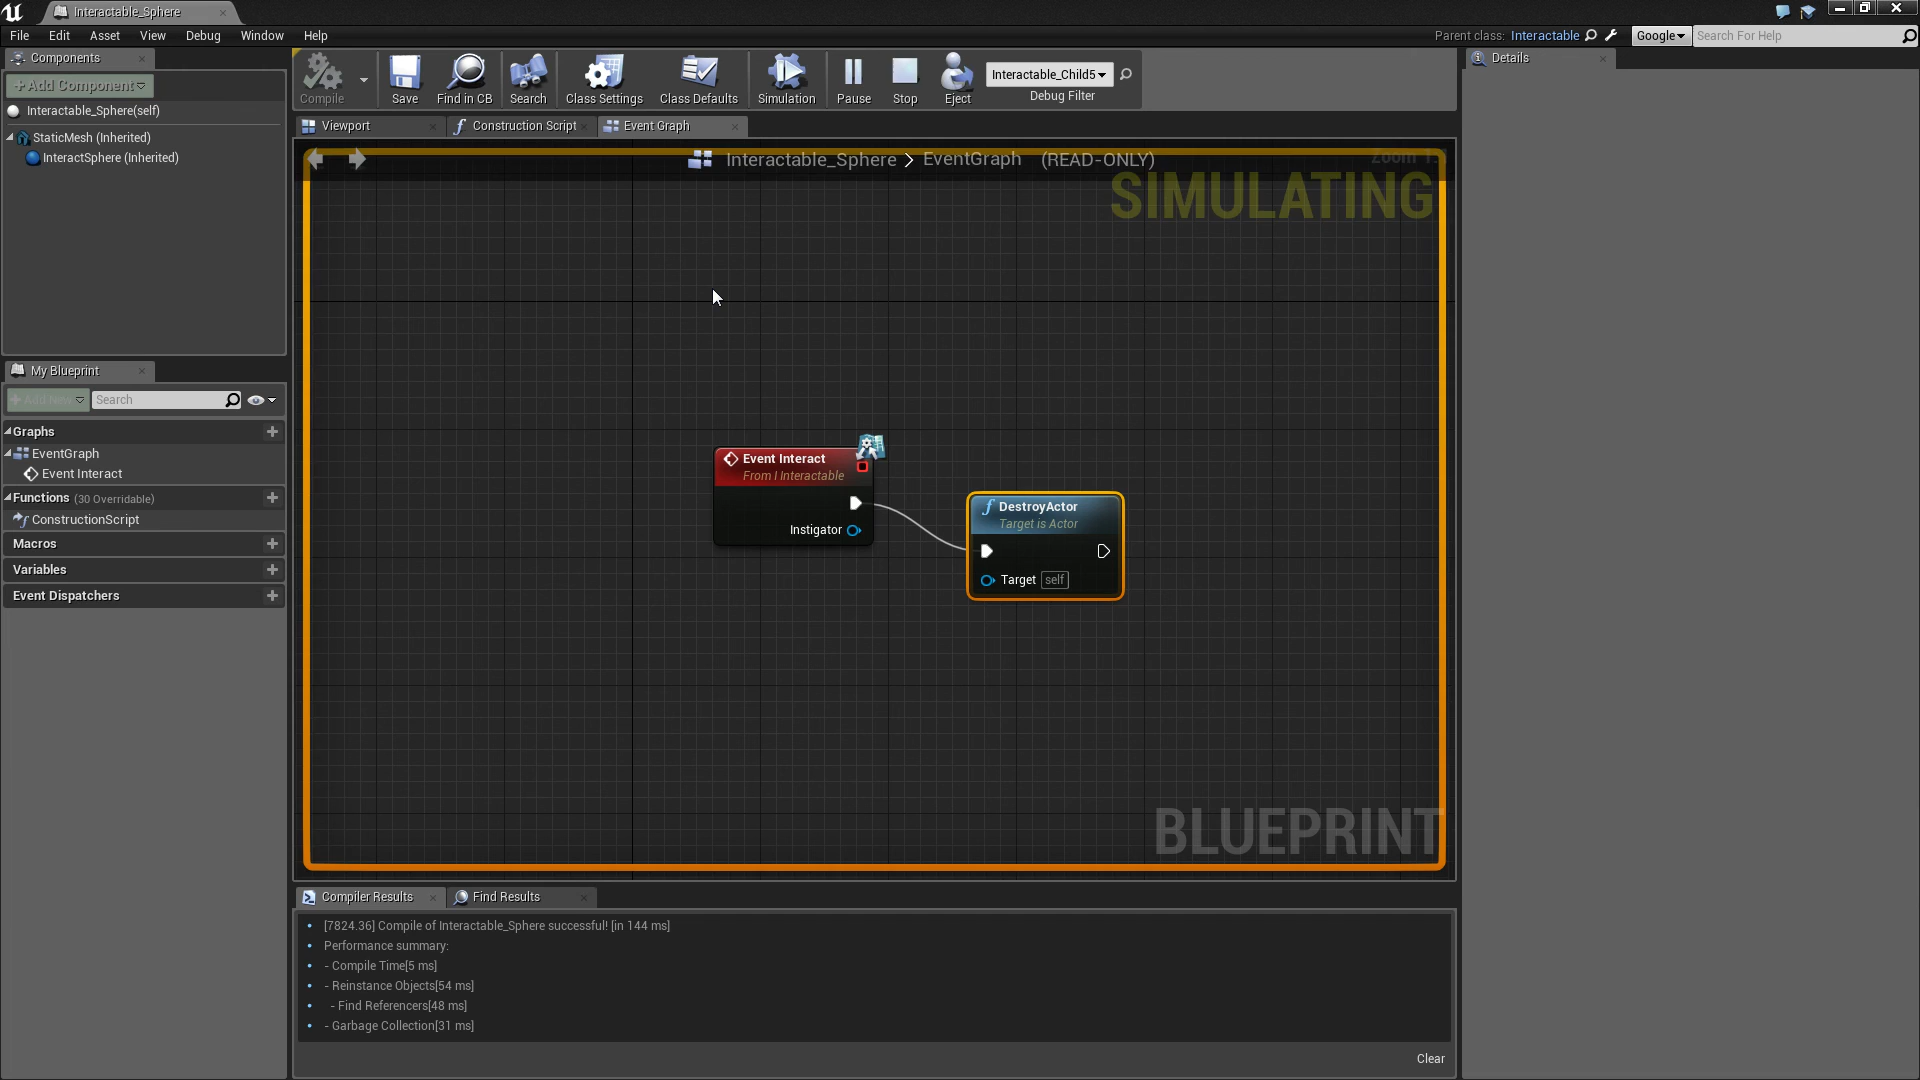 Interactable_Sphere
File Edit Asset View Debug Window Help
Parent class: Interactable
Google
Search For Help
Components
+Add Component
Interactable_Sphere(self)
StaticMesh (Inherited)
InteractSphere (Inherited)
Compile
Save
Find in CB
Search
Class Settings
Class Defaults
Simulation
Pause
Stop
Eject
Interactable_Child5
Debug Filter
Details
Viewport
Construction Script
Event Graph
Interactable_Sphere > EventGraph (READ-ONLY)
SIMULATING
My Blueprint
+ Add New
Search
Graphs
EventGraph
Event Interact
Functions (30 Overridable)
ConstructionScript
Macros
Variables
Event Dispatchers
Event Interact
From I Interactable
Instigator
DestroyActor
Target is Actor
Target self
BLUEPRINT
Compiler Results
Find Results
[7824.36] Compile of Interactable_Sphere successful! [in 144 ms]
Performance summary:
- Compile Time[5 ms]
- Reinstance Objects[54 ms]
- Find Referencers[48 ms]
- Garbage Collection[31 ms]
Clear